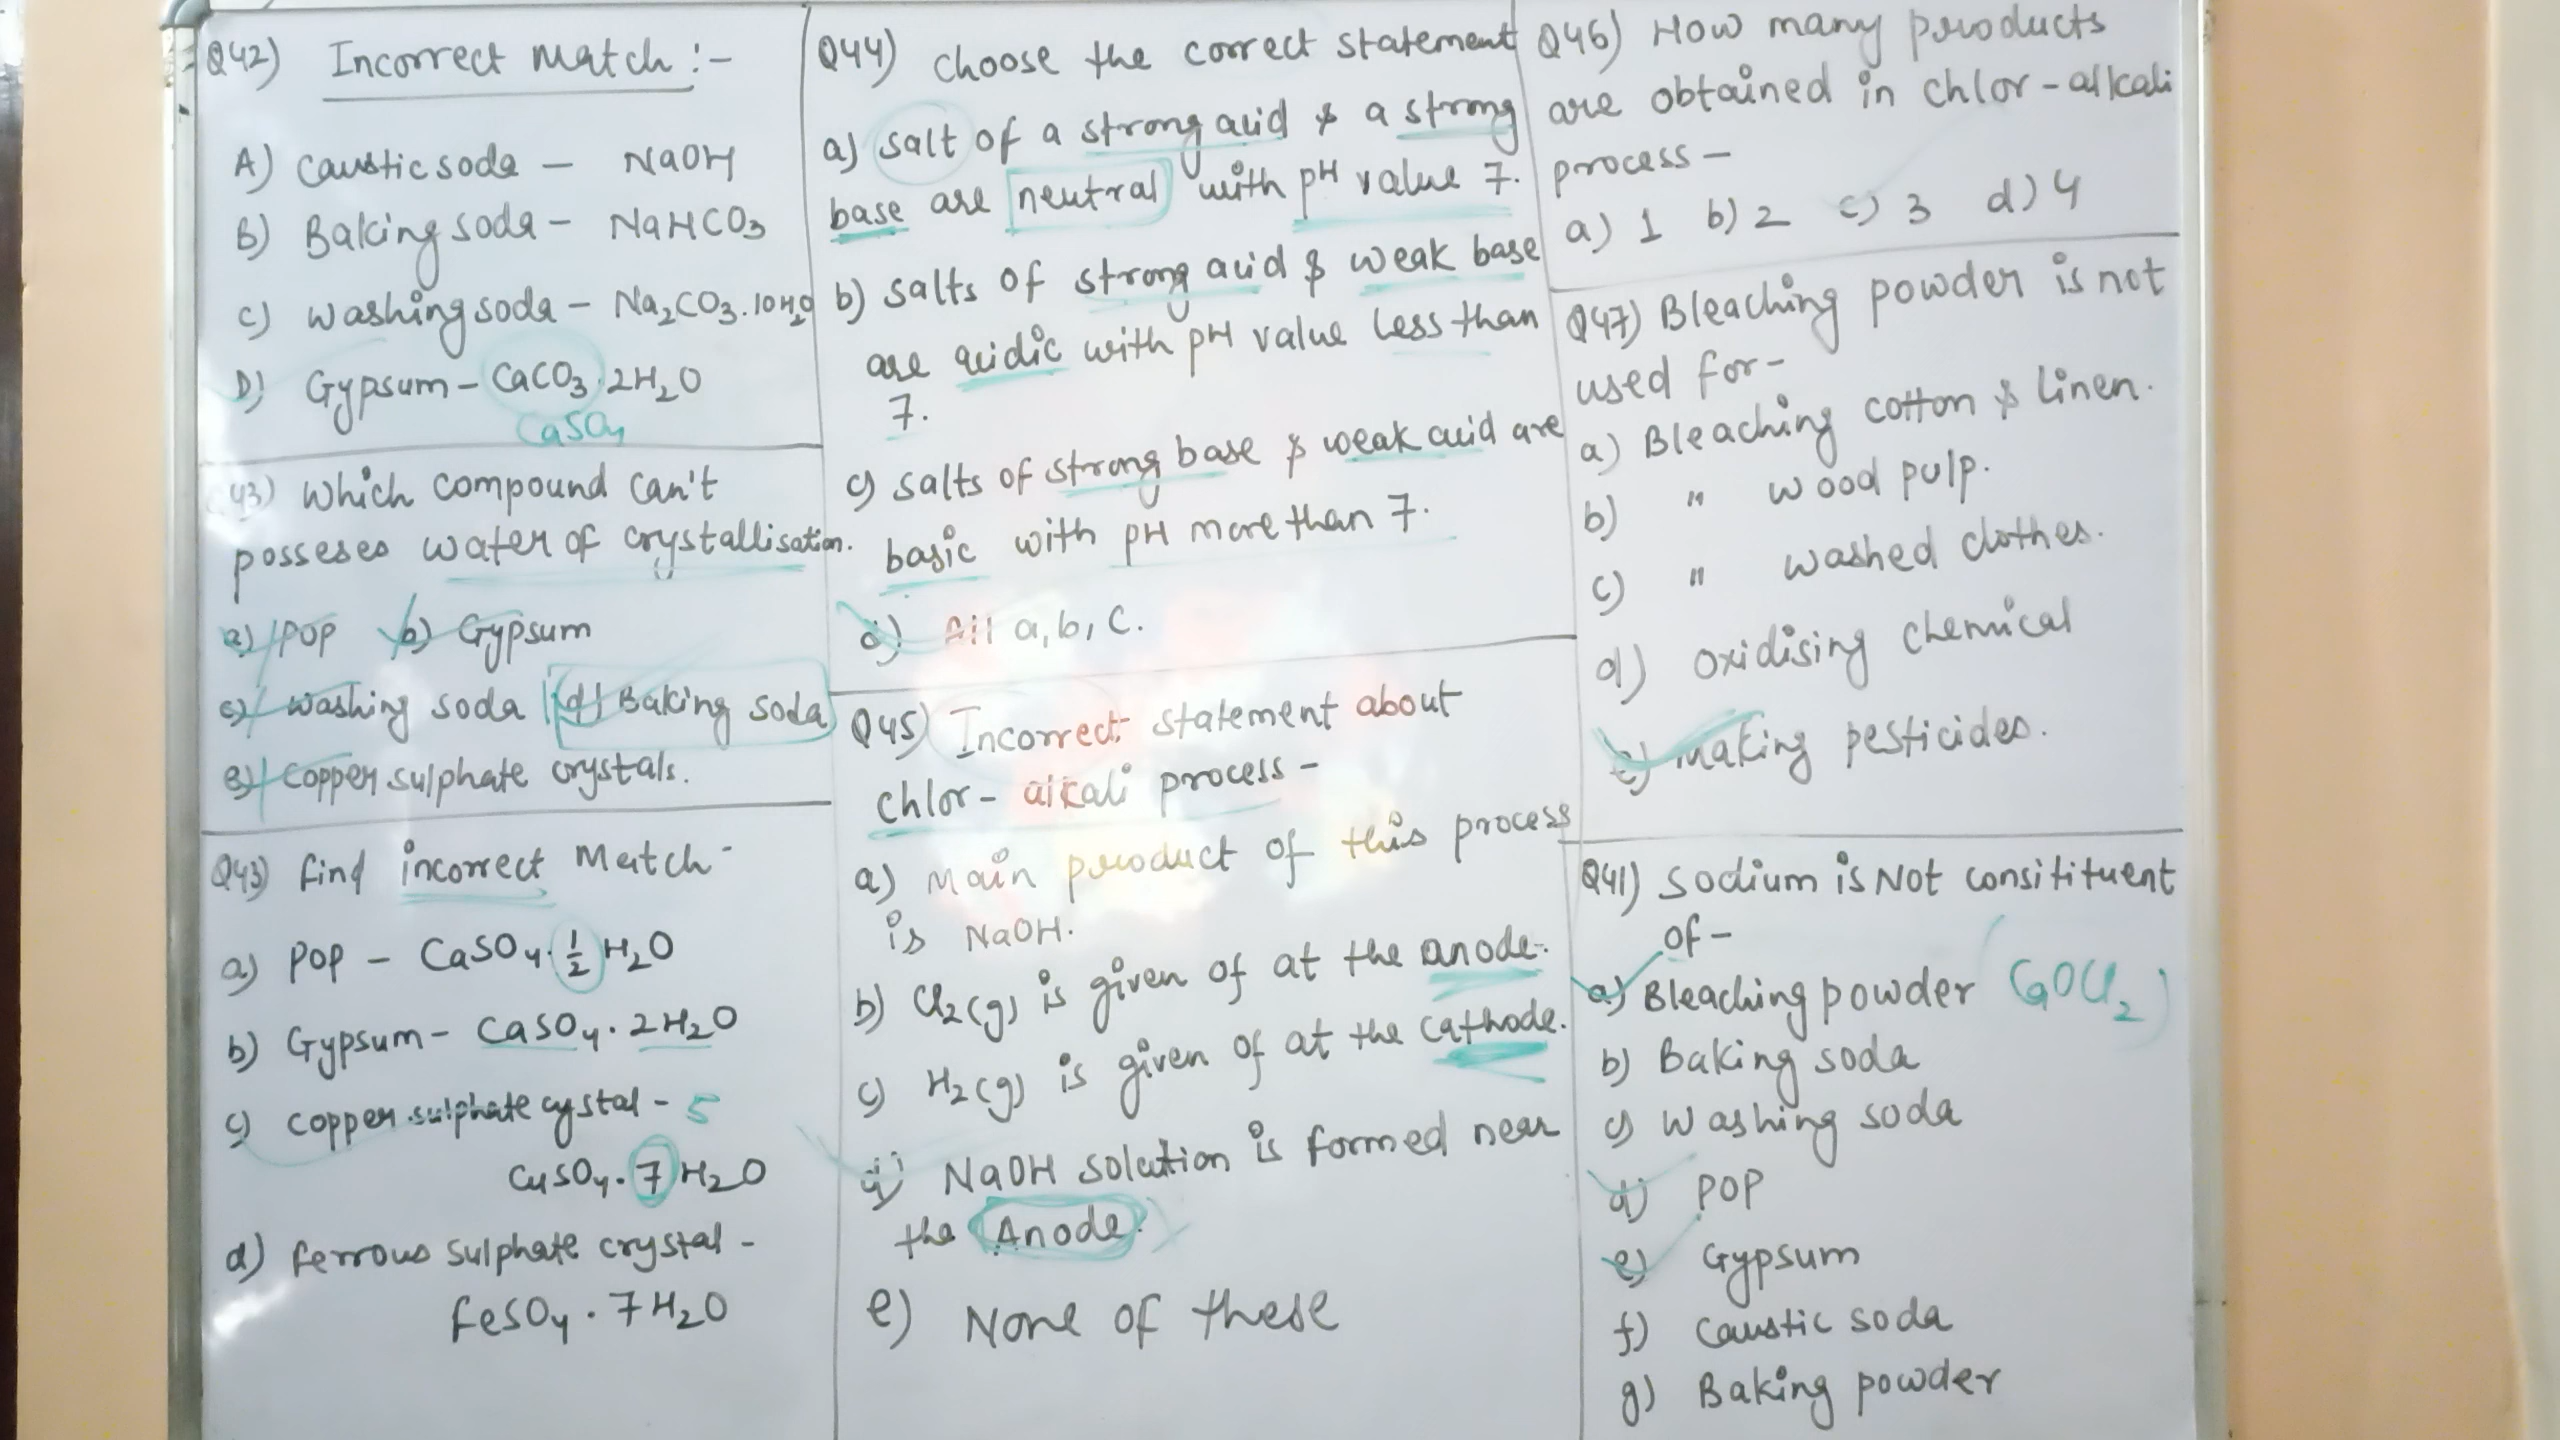 Q42) Incorrect Match :-
A) Caustic soda - NaOH
B) Baking soda - NaHCO3
C) Washing soda - Na2CO3.10H2O
D) Gypsum - CaCO3.2H2O
CaSO4
43) Which compound can't
posseses water of crystallisation.
a) POP b) Gypsum
c) Washing soda d) Baking soda
e) Copper sulphate crystals.
Q43) find incorrect Match -
a) POP - CaSO4.1/2 H2O
b) Gypsum - CaSO4.2H2O
c) Copper sulphate cystal - 5
CuSO4.7H2O
d) Ferrous sulphate crystal -
FeSO4.7H2O
Q44) choose the correct statement
a) salt of a strong acid & a strong
base are neutral with pH value 7.
b) salts of strong acid & weak base
are acidic with pH value less than
7.
c) salts of strong base & weak acid are
basic with pH more than 7.
d) All a, b, c.
Q45) Incorrect statement about
chlor-alkali process -
a) Main product of this process
is NaOH.
b) Cl2(g) is given of at the anode.
c) H2(g) is given of at the cathode.
d) NaOH solution is formed near
the Anode.
e) None of these
Q46) How many products
are obtained in chlor-alkali
process -
a) 1 b) 2 c) 3 d) 4
Q47) Bleaching powder is not
used for -
a) Bleaching cotton & linen.
b) " wood pulp.
c) " washed clothes.
d) oxidising chemical
e) making pesticides.
Q41) Sodium is Not consitituent
of -
a) Bleaching powder CaOCl2
b) Baking soda
c) Washing soda
d) POP
e) Gypsum
f) Caustic soda
g) Baking powder